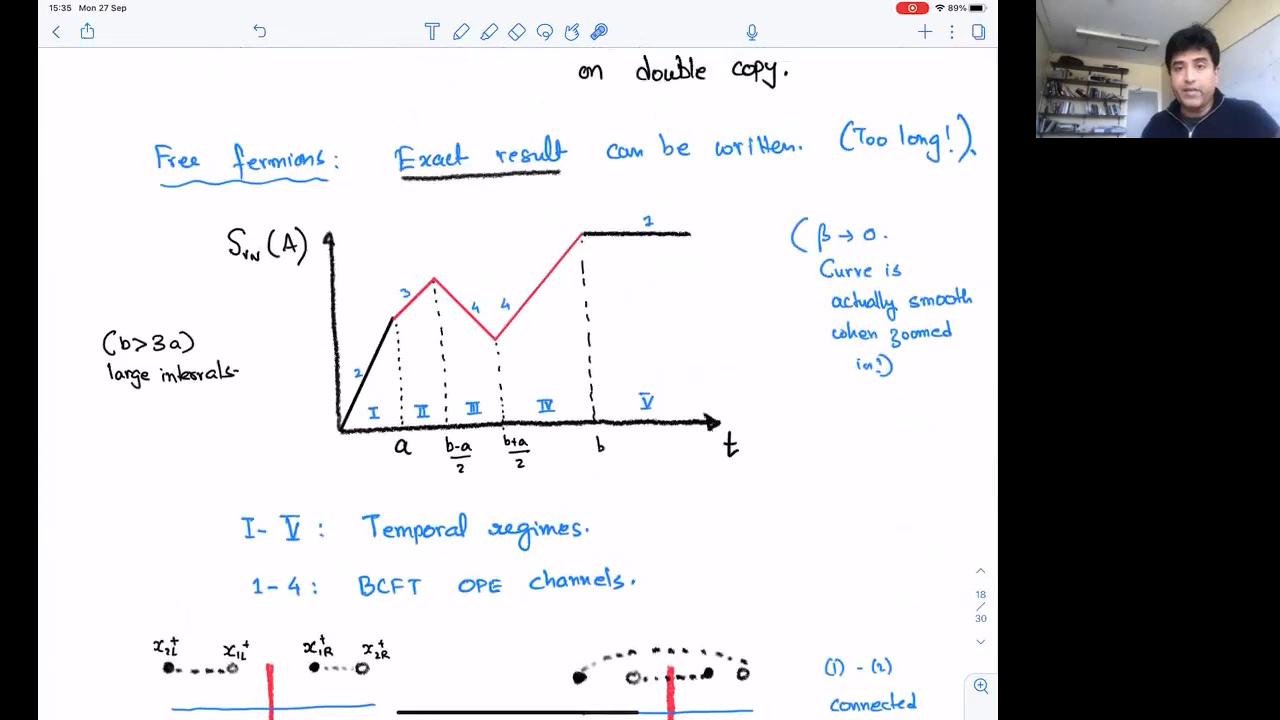 15:35 Mon 27 Sep
89%
on double copy.
Free fermions: Exact result can be written. (Too long!).
S_VN(A)
1
3
4
4
2
(β → 0.
Curve is
actually smooth
when zoomed
in!)
(b>3a)
large intervals-
I II III IV V
a b-a/2 b+a/2 b t
I - V : Temporal regimes.
1 - 4 : BCFT OPE channels.
18
/
30
x₂L⁺ x₁L⁺ x₁R⁺ x₂R⁺
(1) - (2)
connected